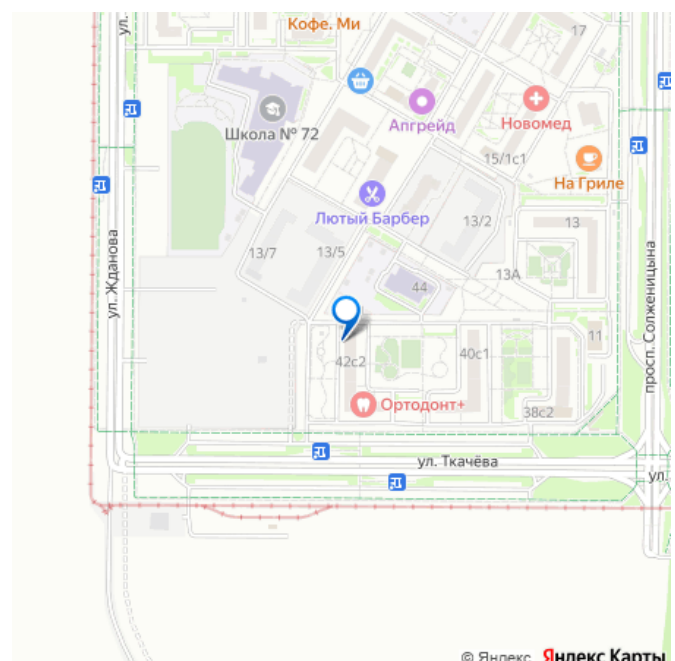 ул.
Кофе. Ми
17
Школа № 72
Апгрейд
Новомед
15/1с1
На Гриле
Лютый Барбер
13/2
13
13/7
13/5
13А
44
ул. Жданова
просп. Солженицына
11
42с2
40с1
Ортодонт+
38с2
ул. Ткачёва
ул.
© Яндекс Яндекс Карты